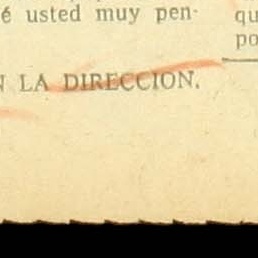 é usted muy pen-
N LA DIRECCION.
qu
po